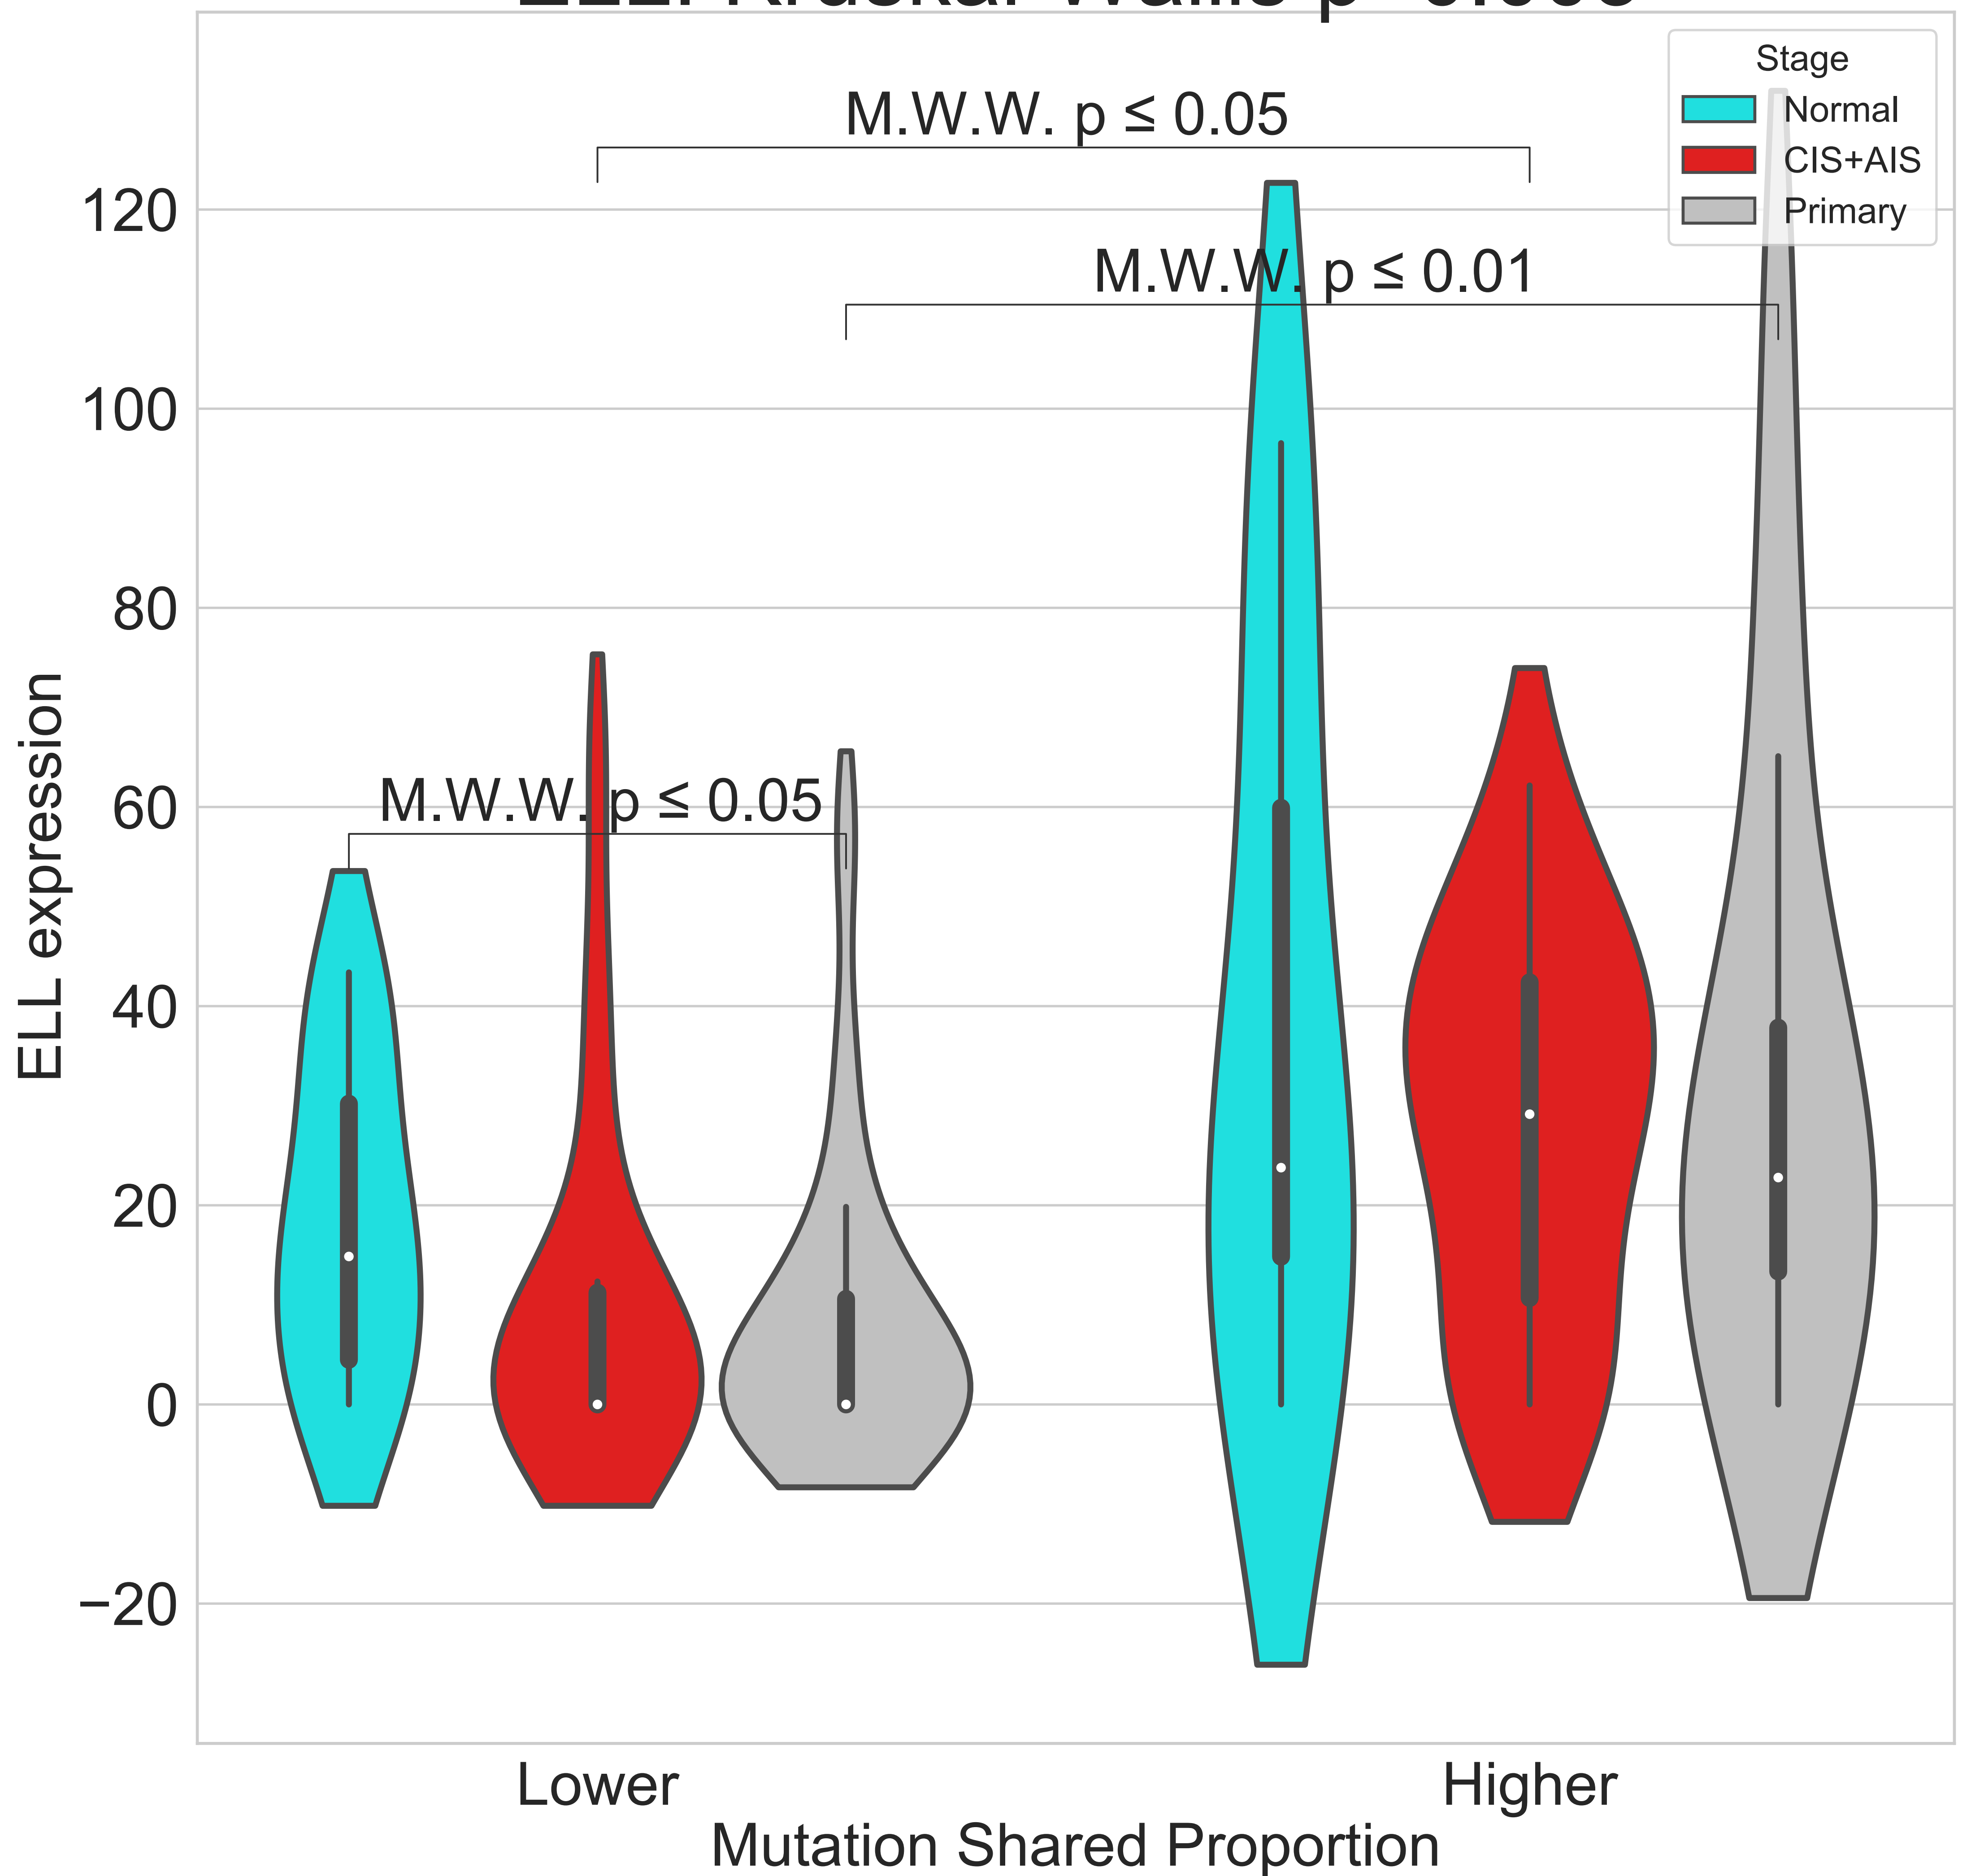 Stage
Normal
CIS+AIS
Primary
M.W.W. p ≤ 0.05
M.W.W. p ≤ 0.01
M.W.W. p ≤ 0.05
ELL expression
120
100
80
60
40
20
0
−20
Lower
Higher
Mutation Shared Proportion